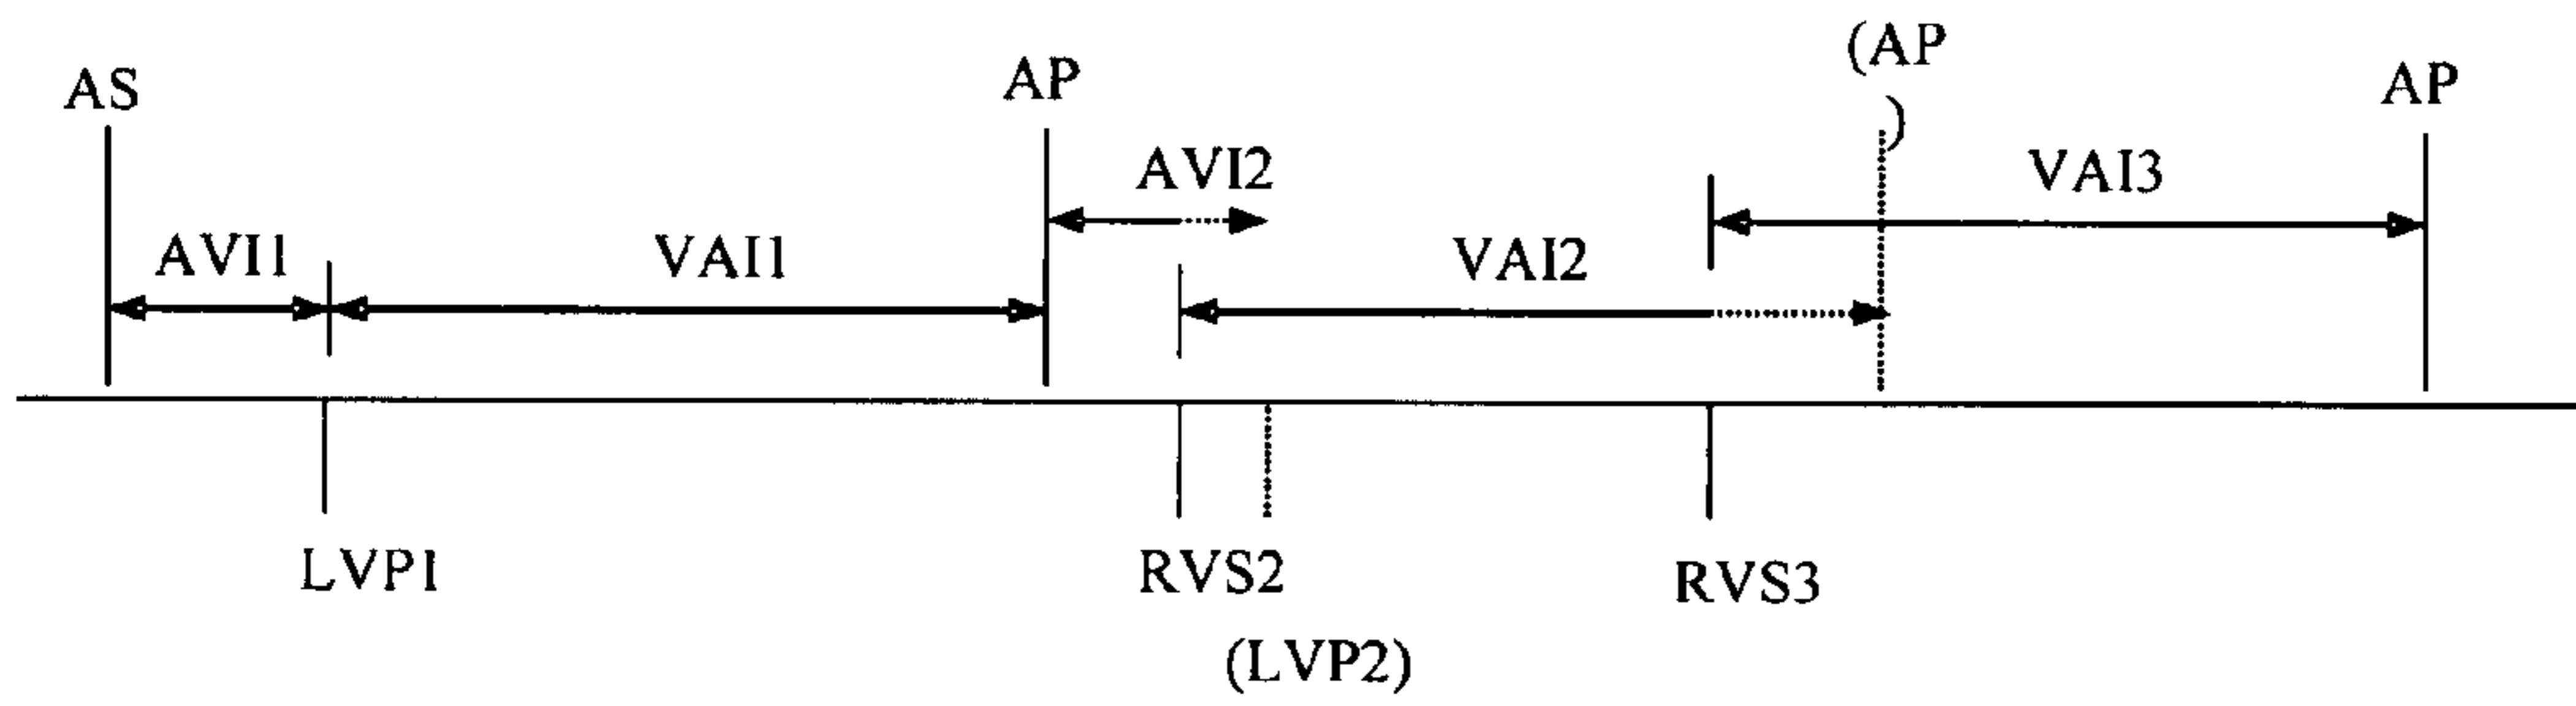 AS
AP
(AP
)
AP
AVI1
VAI1
AVI2
VAI2
VAI3
LVP1
RVS2
(LVP2)
RVS3